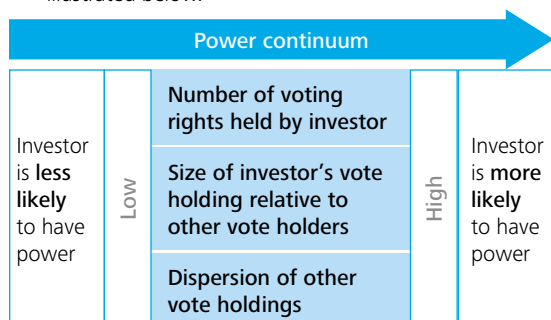 Power continuum
Investor
is less
likely
to have
power
Low
Number of voting
rights held by investor
Size of investor's vote
holding relative to
other vote holders
Dispersion of other
vote holdings
High
Investor
is more
likely
to have
power